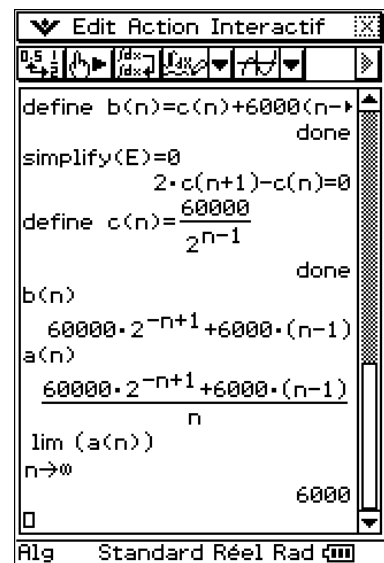 Edit Action Interactif
define b(n)=c(n)+6000(n-
done
simplify(E)=0
2·c(n+1)-c(n)=0
define c(n)=60000/2^n-1
done
b(n)
60000·2^-n+1+6000·(n-1)
a(n)
60000·2^-n+1+6000·(n-1)
n
lim (a(n))
n→∞
6000
Alg Standard Réel Rad